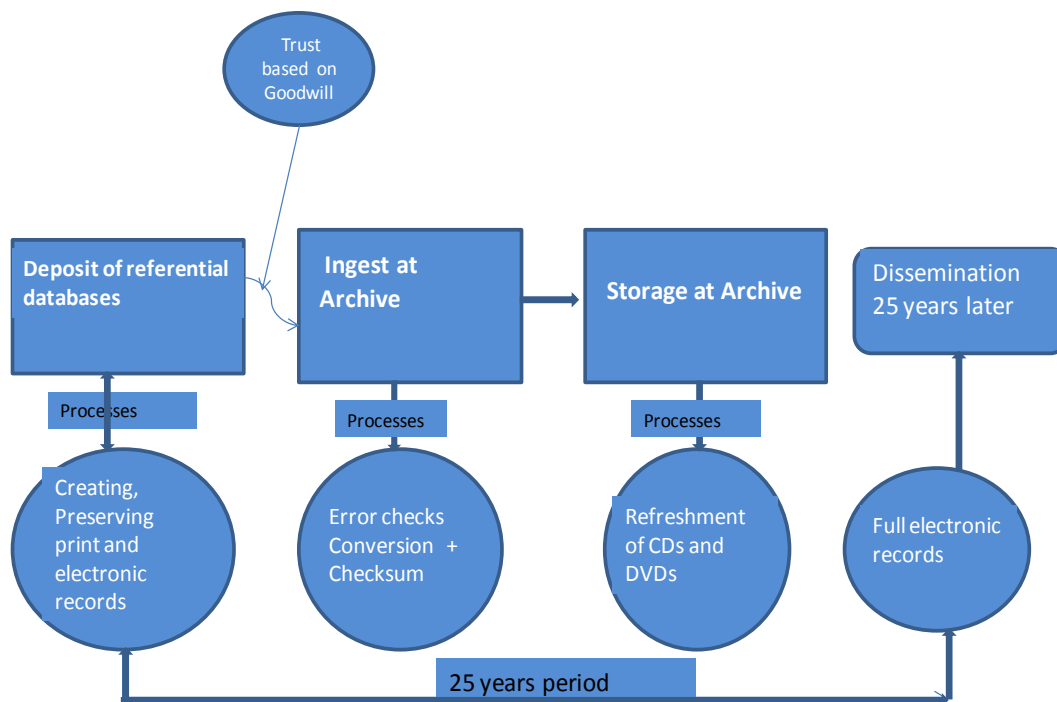 Trust
based on
Goodwill
Deposit of referential
databases
Ingest at
Archive
Storage at Archive
Dissemination
25 years later
Processes
Processes
Processes
Creating,
Preserving
print and
electronic
records
Error checks
Conversion +
Checksum
Refreshment
of CDs and
DVDs
Full electronic
records
25 years period